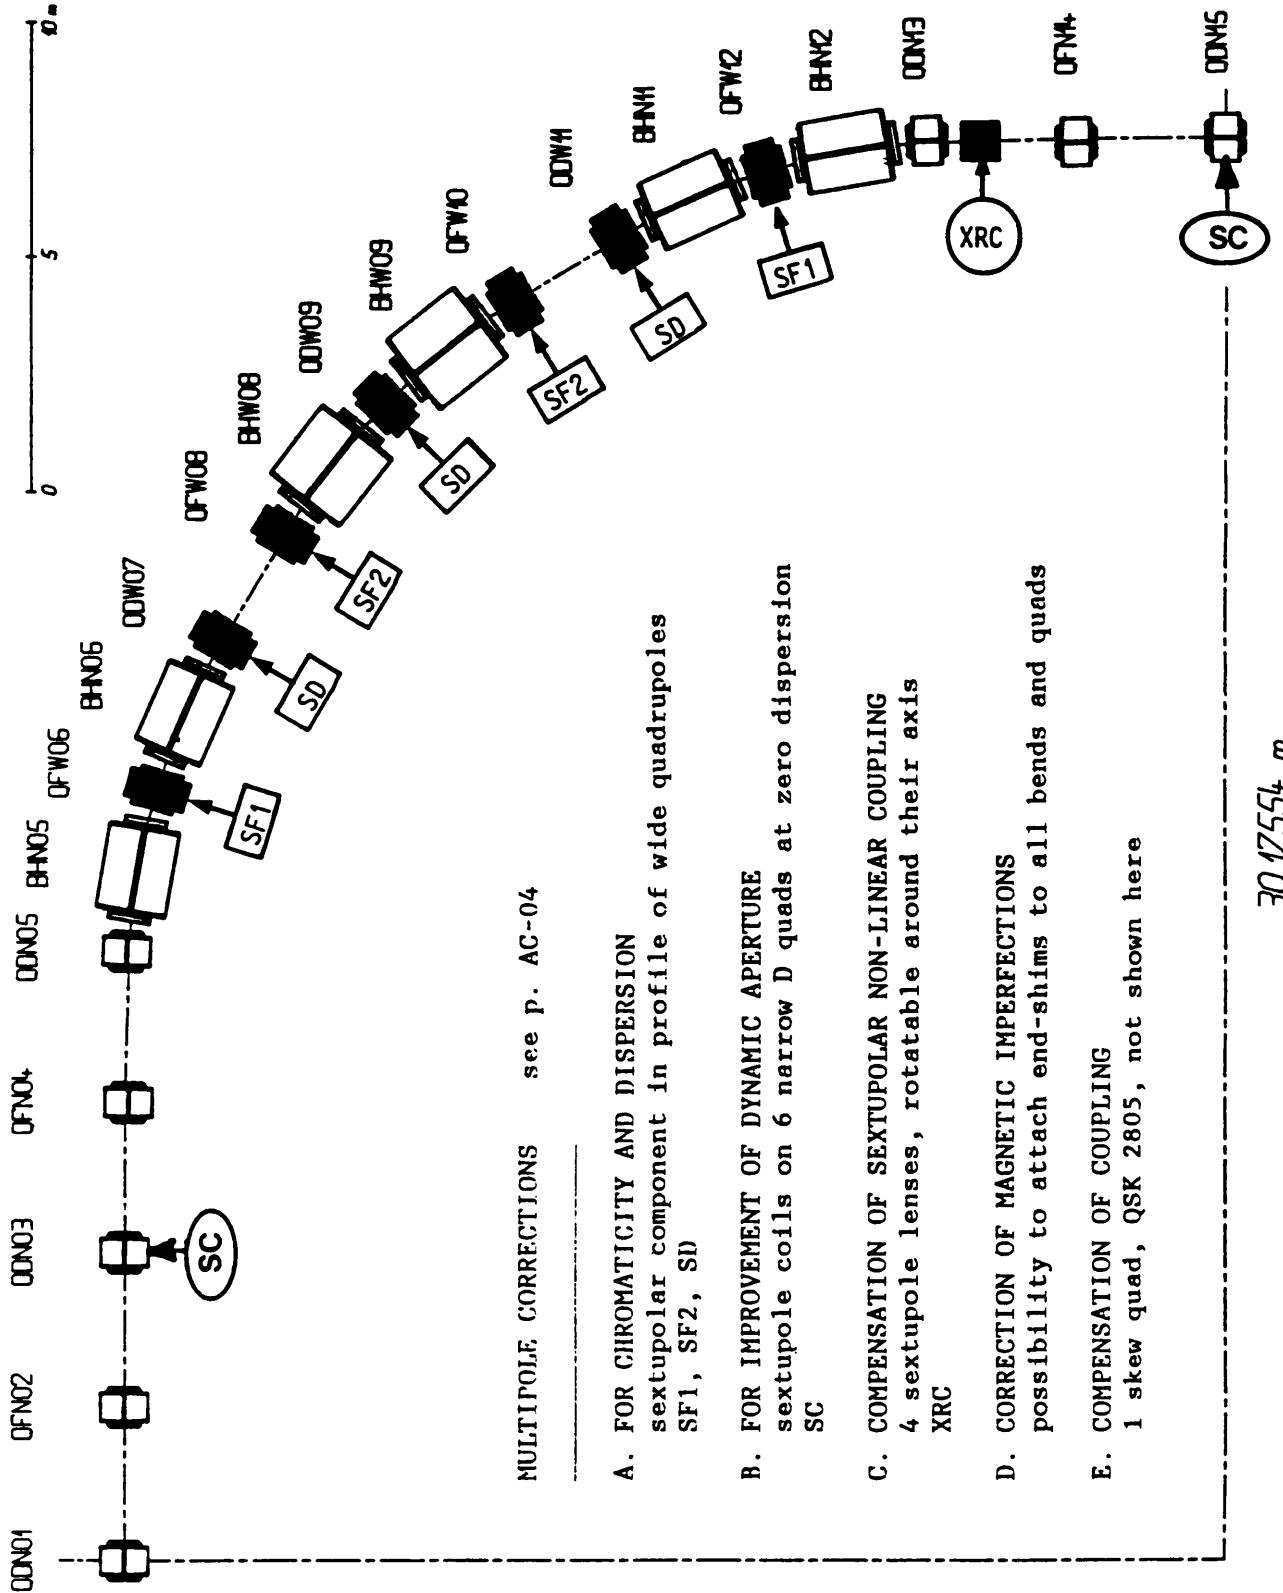 0 5 10 m
QDN01
QFN02
QDN03
QFN04
QDN05
BHN05
QFW06
BHN06
QDW07
QFW08
BHW08
QDW09
BHW09
QFW10
QDW11
BHN11
QFW12
BHN12
QDN13
QFN14
QDN15
SC
SF1
SD
SF2
SD
SF2
SD
SF1
XRC
SC
MULTIPOLE CORRECTIONS see p. AC-04
A. FOR CHROMATICITY AND DISPERSION
sextupolar component in profile of wide quadrupoles
SF1, SF2, SD
B. FOR IMPROVEMENT OF DYNAMIC APERTURE
sextupole coils on 6 narrow D quads at zero dispersion
SC
C. COMPENSATION OF SEXTUPOLAR NON-LINEAR COUPLING
4 sextupole lenses, rotatable around their axis
XRC
D. CORRECTION OF MAGNETIC IMPERFECTIONS
possibility to attach end-shims to all bends and quads
E. COMPENSATION OF COUPLING
1 skew quad, QSK 2805, not shown here
30.12554 m